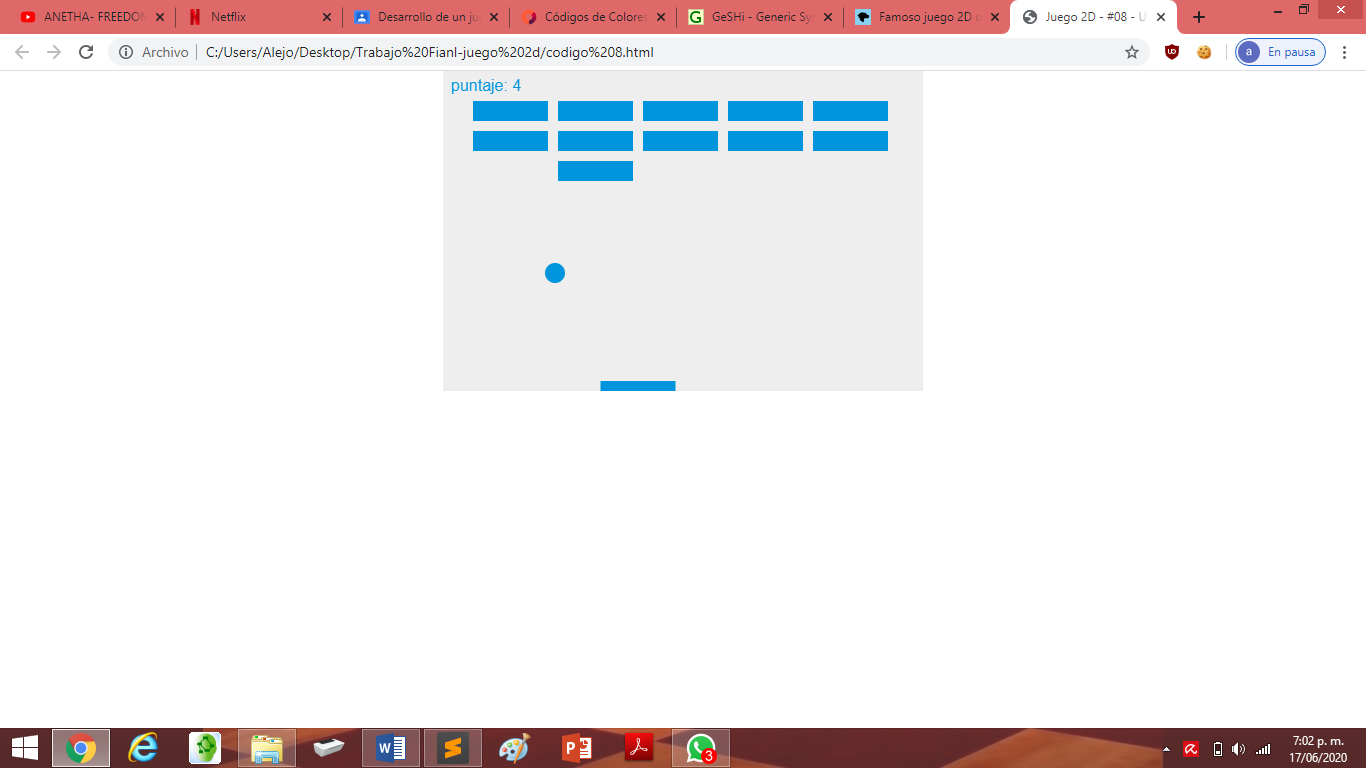 ANETHA- FREEDOM
Netflix
Desarrollo de un ju
Códigos de Colores
GeSHi - Generic Sy
Famoso juego 2D u
Juego 2D - #08 - U
Archivo
C:/Users/Alejo/Desktop/Trabajo%20Fianl-juego%202d/codigo%208.html
a
En pausa
puntaje: 4
3
7:02 p. m.
17/06/2020